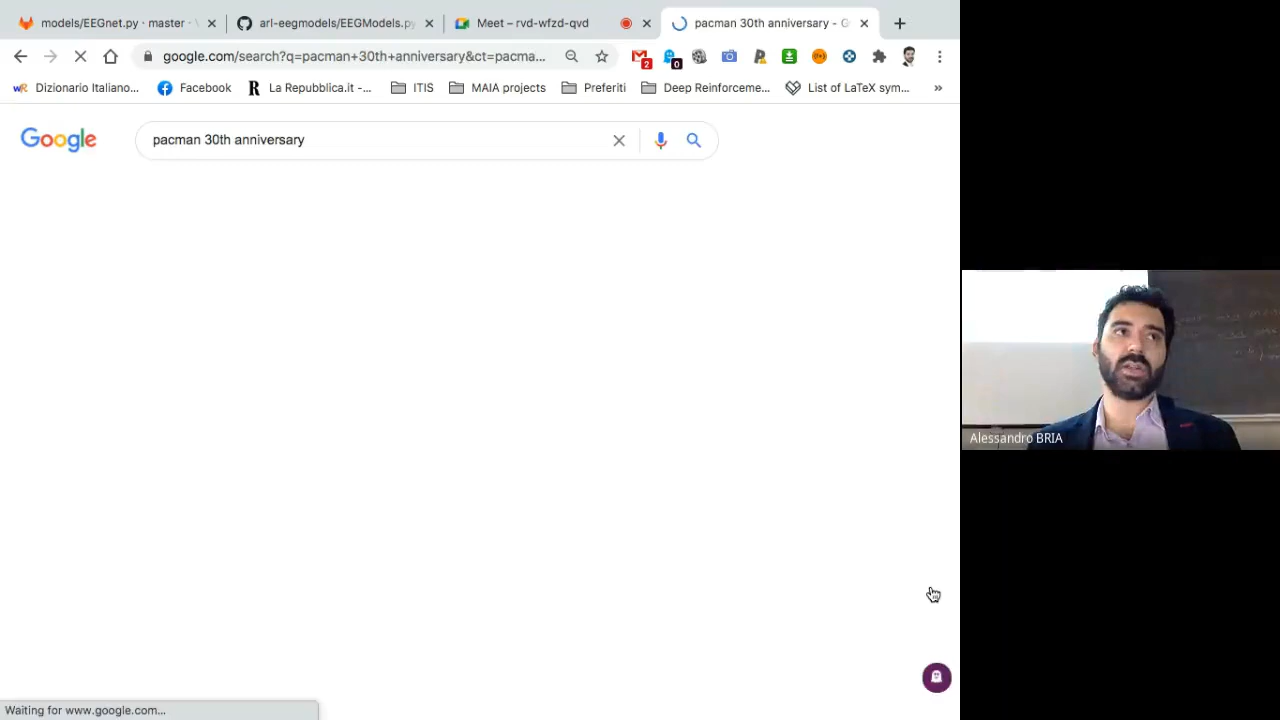 models/EEGnet.py · master ·
arl-eegmodels/EEGModels.py
Meet – rvd-wfzd-qvd
pacman 30th anniversary - G
google.com/search?q=pacman+30th+anniversary&ct=pacma...
2
0
Dizionario Italiano...
Facebook
R La Repubblica.it -...
ITIS
MAIA projects
Preferiti
Deep Reinforceme...
List of LaTeX sym...
»
Google
pacman 30th anniversary
Alessandro BRIA
Waiting for www.google.com...